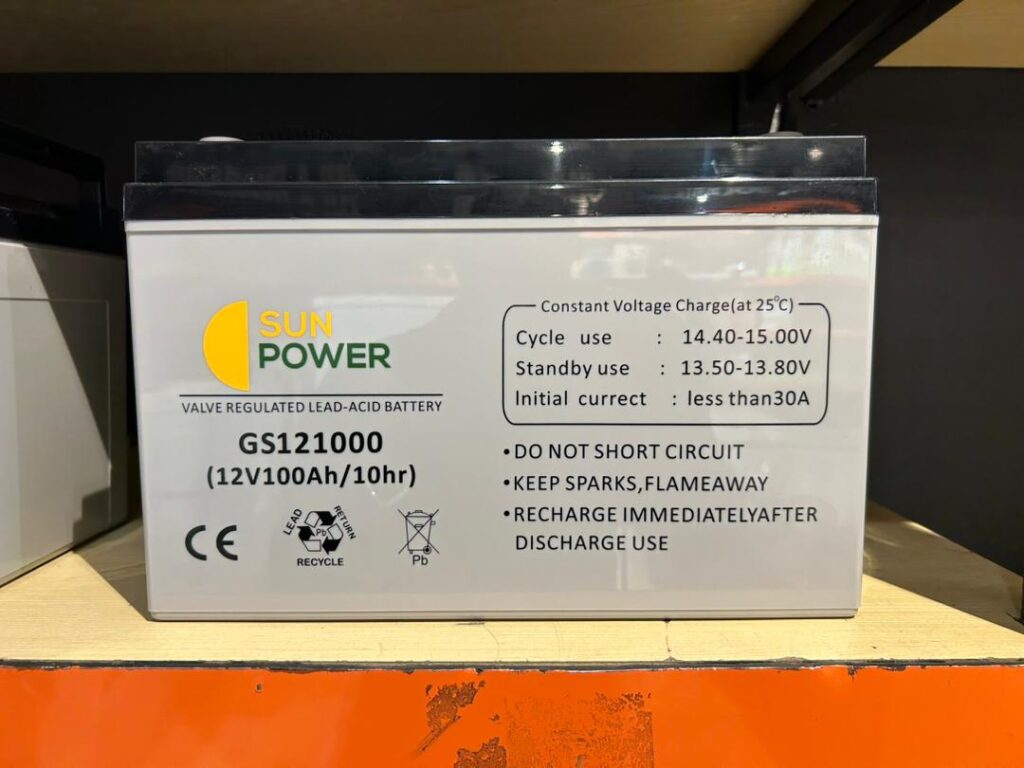 SUN
POWER
VALVE REGULATED LEAD-ACID BATTERY
GS121000
(12V100Ah/10hr)
CE
LEAD RETURN
Pb
RECYCLE
Pb
Constant Voltage Charge(at 25°C)
Cycle use : 14.40-15.00V
Standby use : 13.50-13.80V
Initial currect : less than30A
•DO NOT SHORT CIRCUIT
•KEEP SPARKS,FLAMEAWAY
•RECHARGE IMMEDIATELYAFTER
DISCHARGE USE